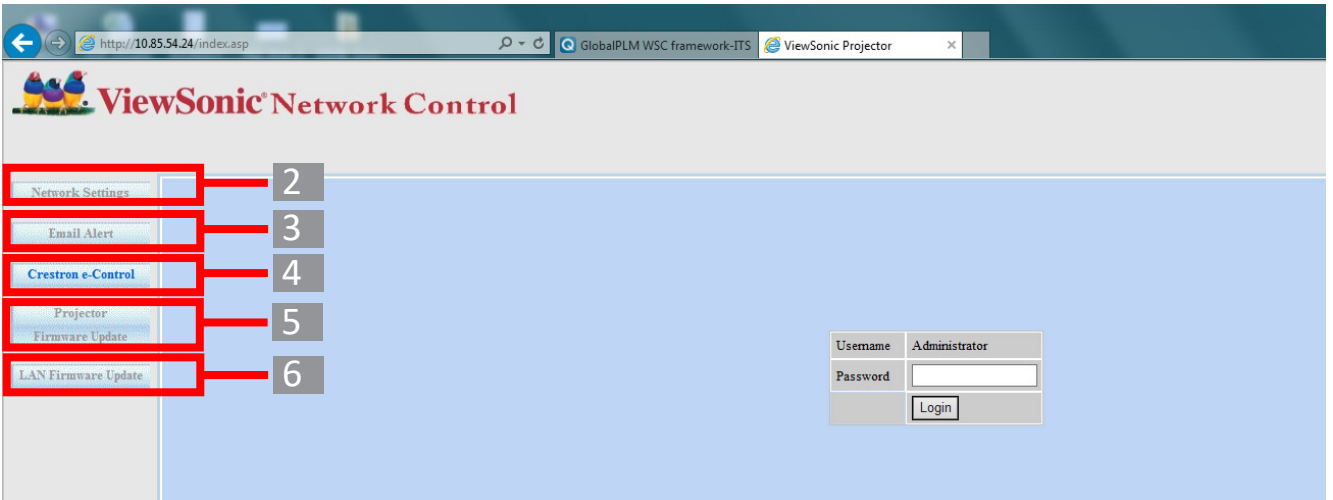 http://10.85.54.24/index.asp
GlobalPLM WSC framework-ITS
ViewSonic Projector
ViewSonic® Network Control
Network Settings
2
Email Alert
3
Crestron e-Control
4
Projector
Firmware Update
5
LAN Firmware Update
6
Username Administrator
Password
Login